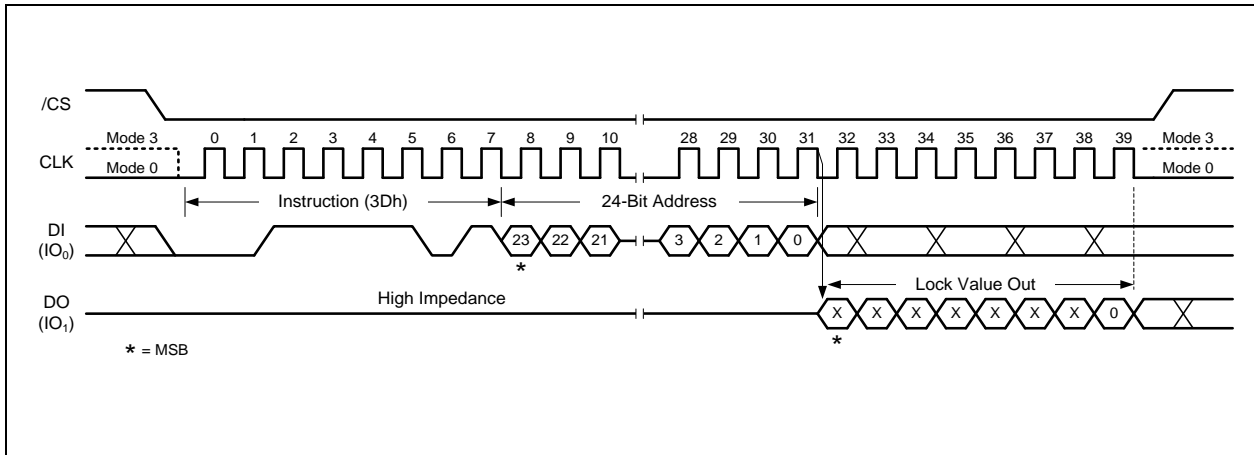 /CS
Mode 3 0 1 2 3 4 5 6 7 8 9 10 28 29 30 31 32 33 34 35 36 37 38 39 Mode 3
CLK
Mode 0 Mode 0
Instruction (3Dh) 24-Bit Address
DI
(IO₀)
23 22 21 3 2 1 0
*
Lock Value Out
High Impedance
DO
(IO₁)
X X X X X X X 0
*
* = MSB